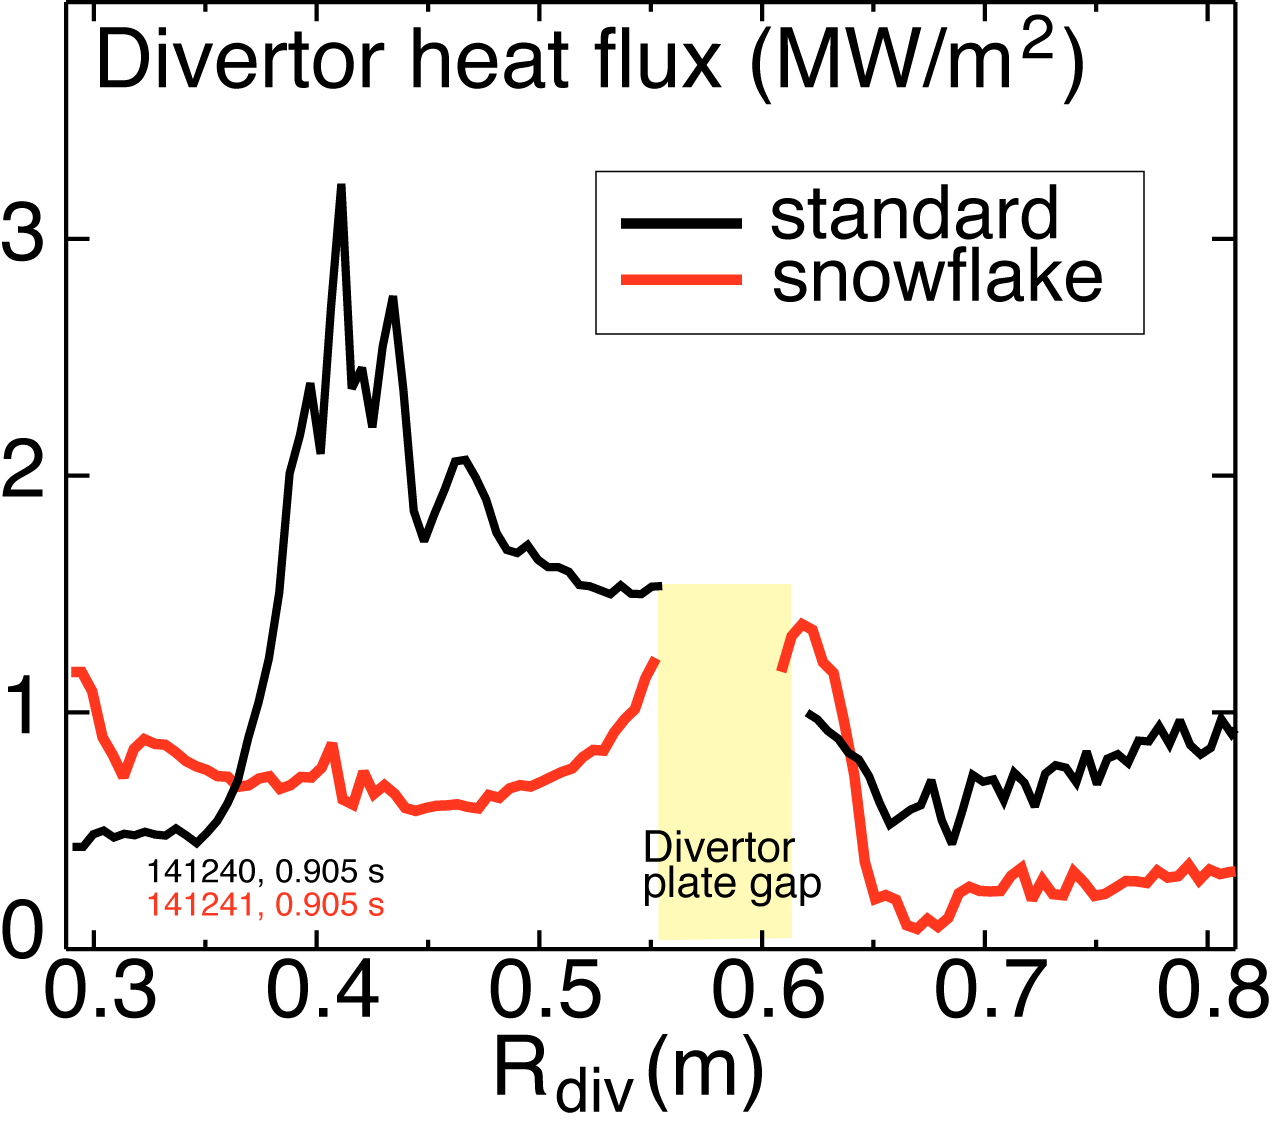 Divertor heat flux (MW/m²)
standard
snowflake
3
2
1
0
Divertor
plate gap
141240, 0.905 s
141241, 0.905 s
0.3 0.4 0.5 0.6 0.7 0.8
R_div (m)